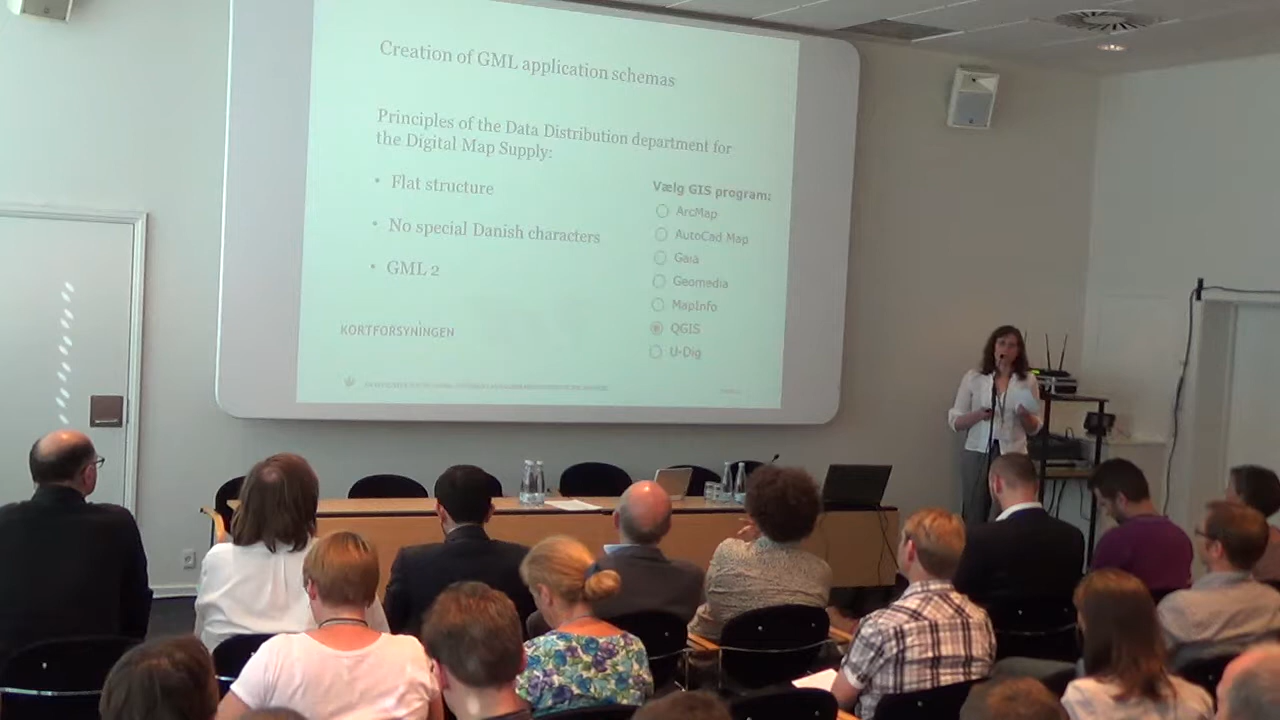 Creation of GML application schemas
Principles of the Data Distribution department for
the Digital Map Supply:
• Flat structure
• No special Danish characters
• GML 2
Vælg GIS program:
ArcMap
AutoCad Map
Gaia
Geomedia
MapInfo
QGIS
U-Dig
KORTFORSYNINGEN